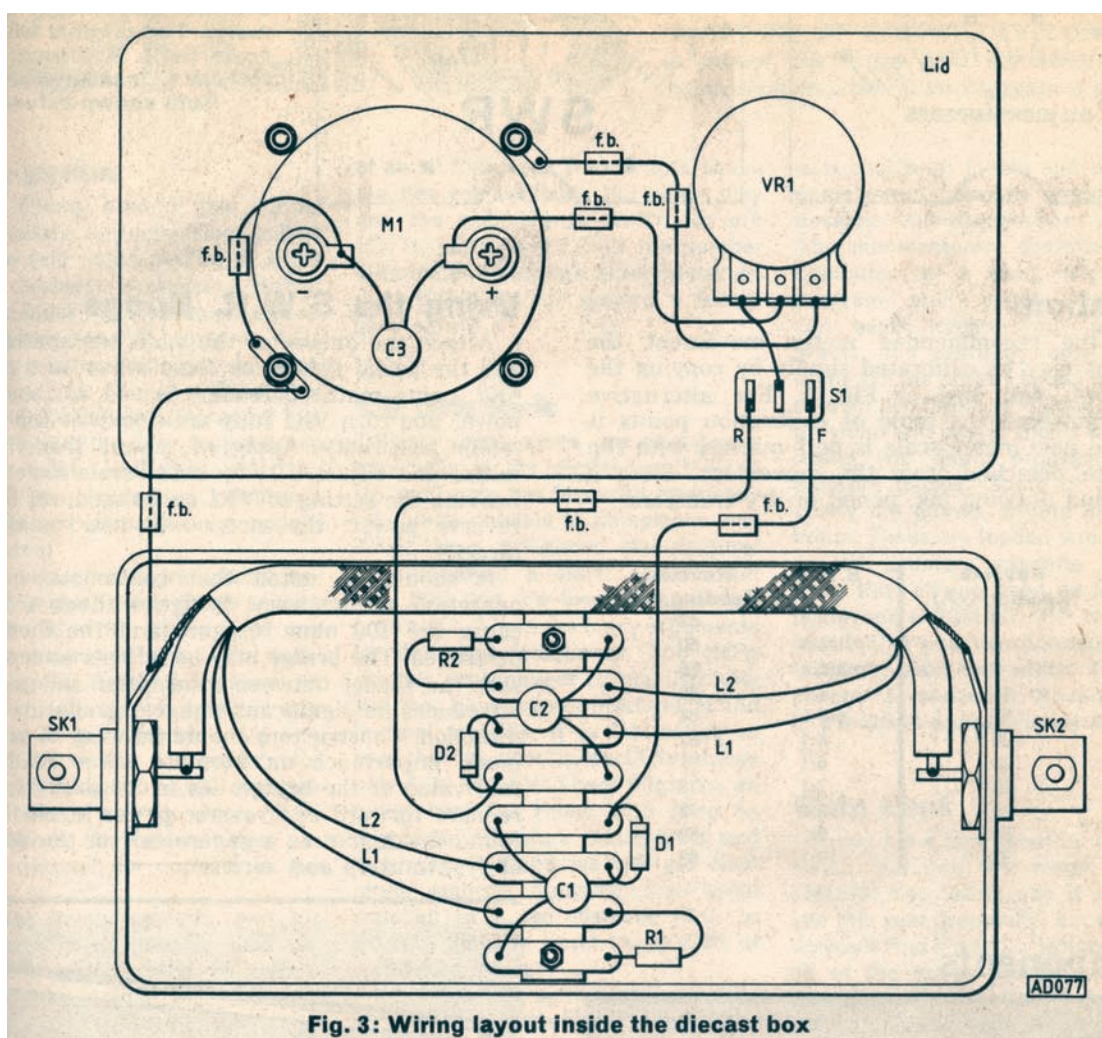 Lid
f.b.
f.b.
VR1
M1
f.b.
f.b.
-
+
C3
S1
R
F
f.b.
f.b.
f.b.
R2
L2
C2
SK1
SK2
D2
L1
L2
D1
L1
C1
R1
AD077
Fig. 3: Wiring layout inside the diecast box